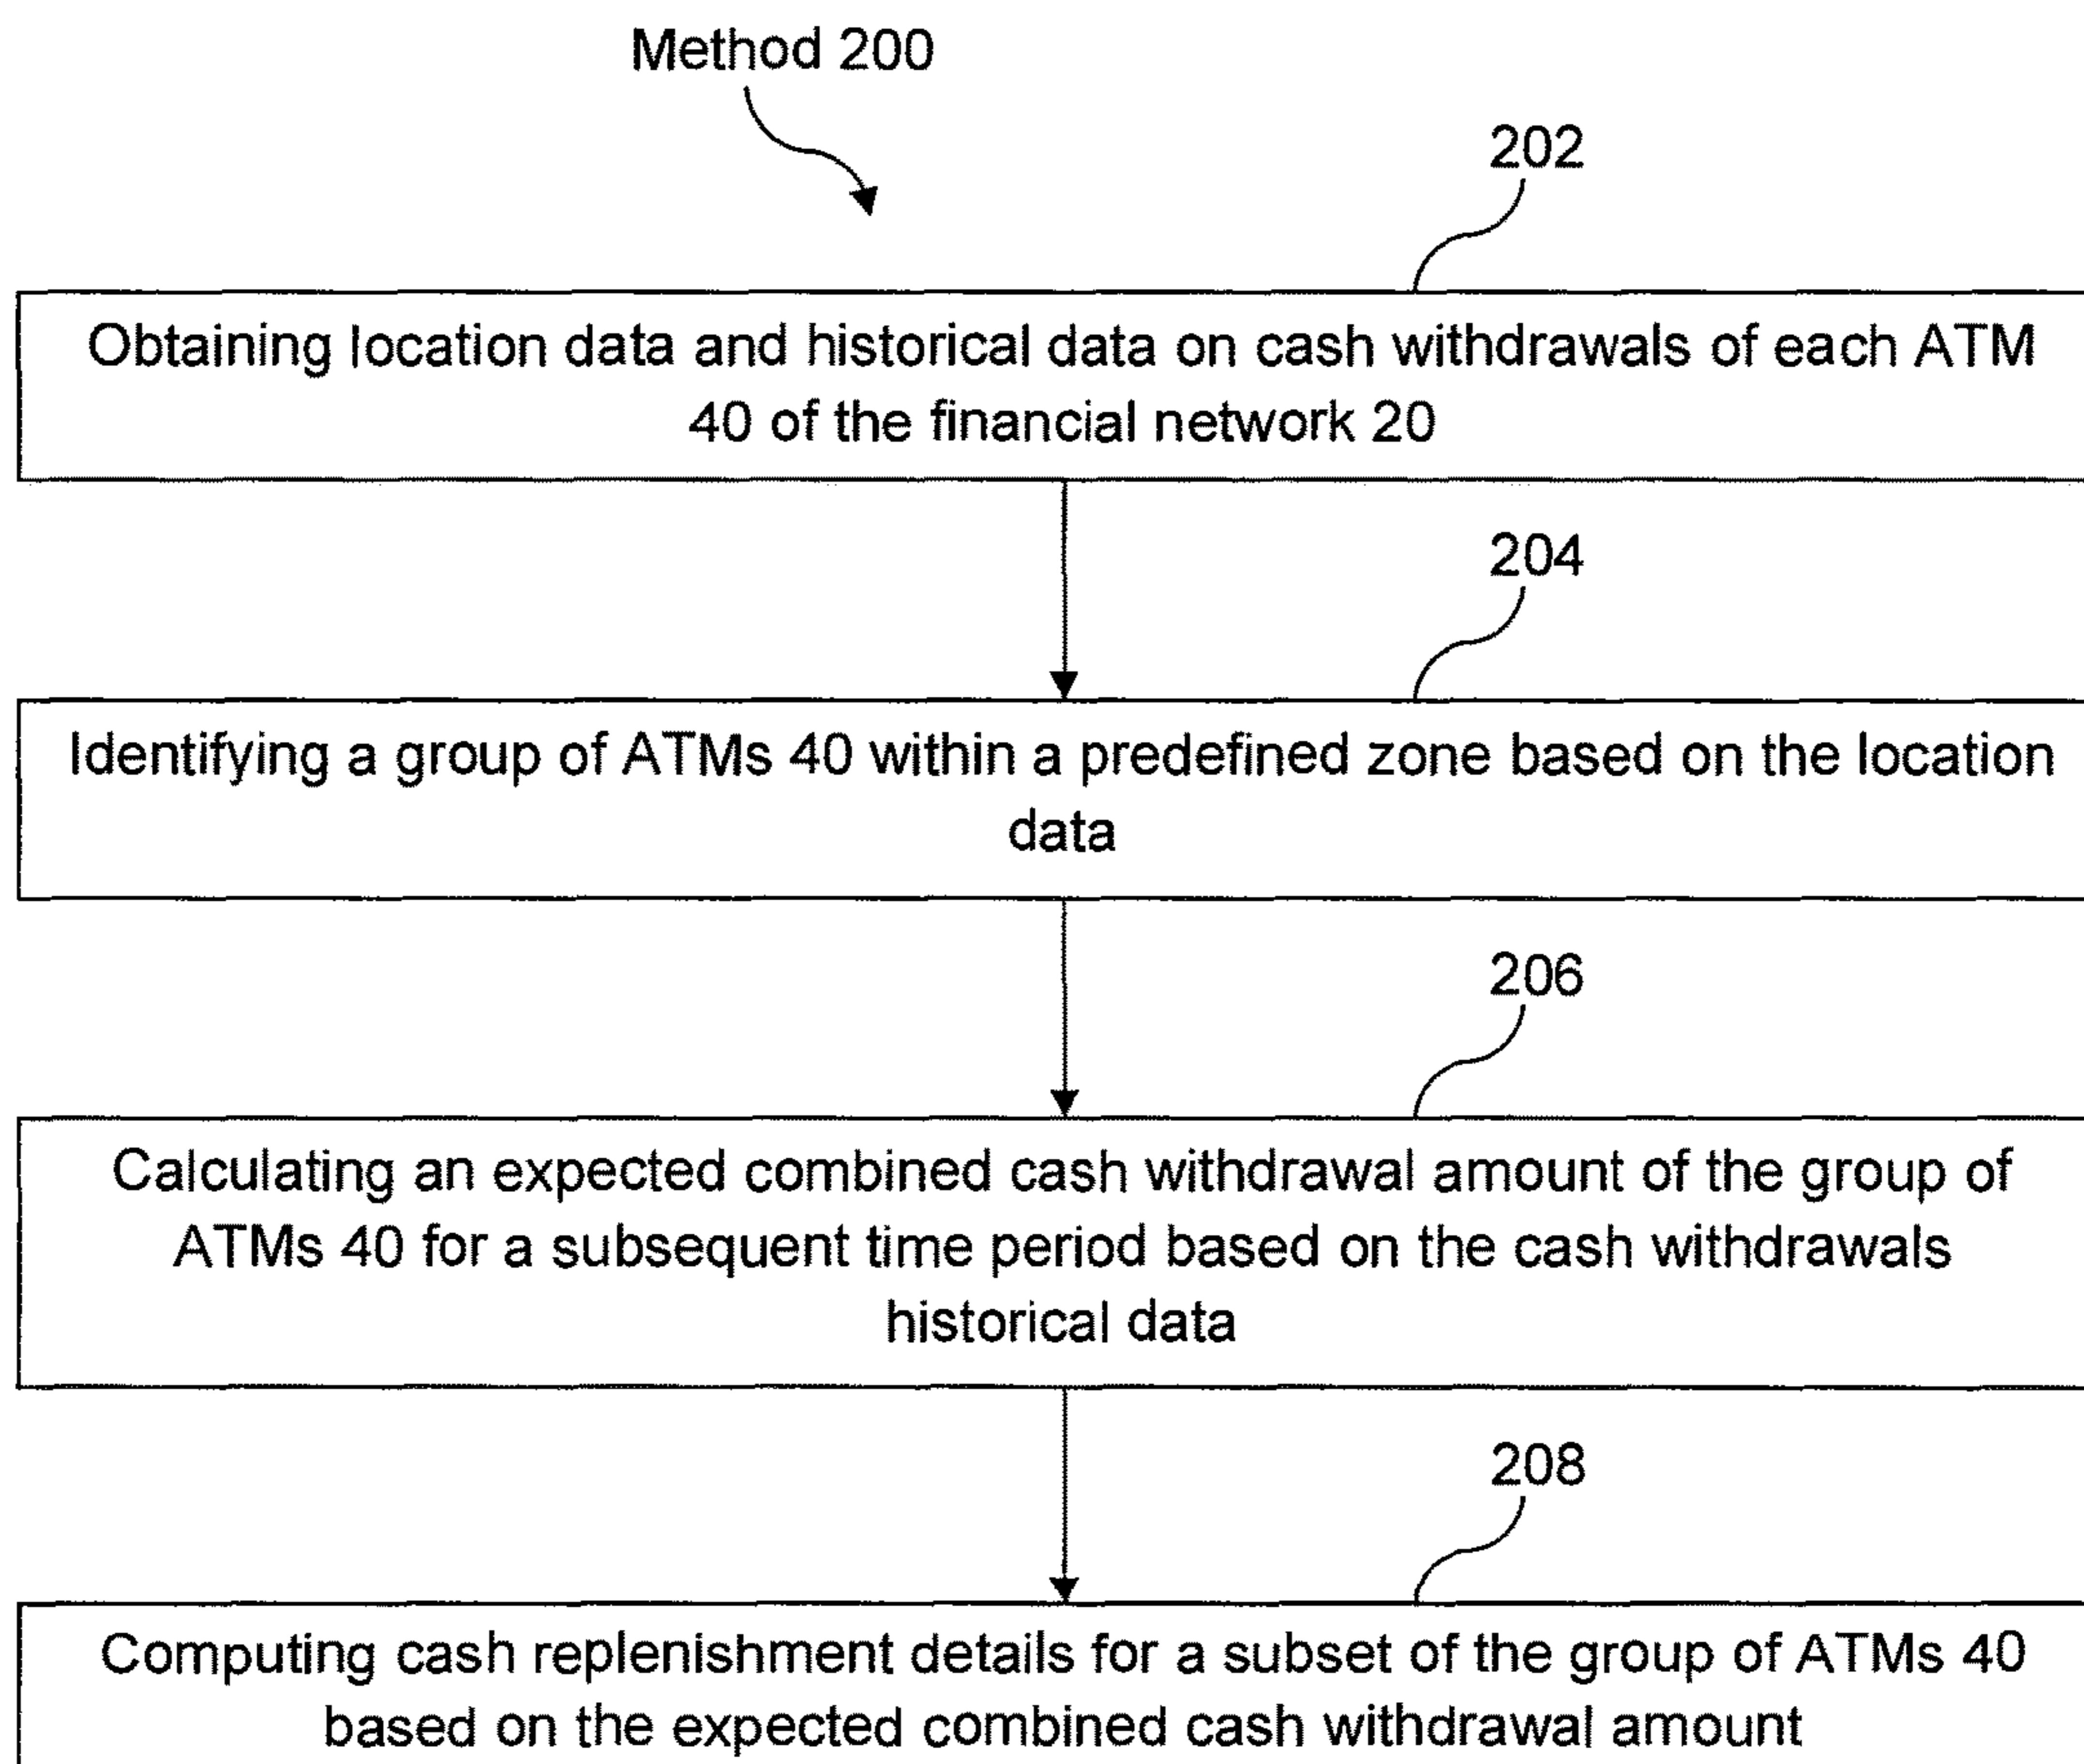 Method 200
202
Obtaining location data and historical data on cash withdrawals of each ATM
40 of the financial network 20
204
Identifying a group of ATMs 40 within a predefined zone based on the location
data
206
Calculating an expected combined cash withdrawal amount of the group of
ATMs 40 for a subsequent time period based on the cash withdrawals
historical data
208
Computing cash replenishment details for a subset of the group of ATMs 40
based on the expected combined cash withdrawal amount